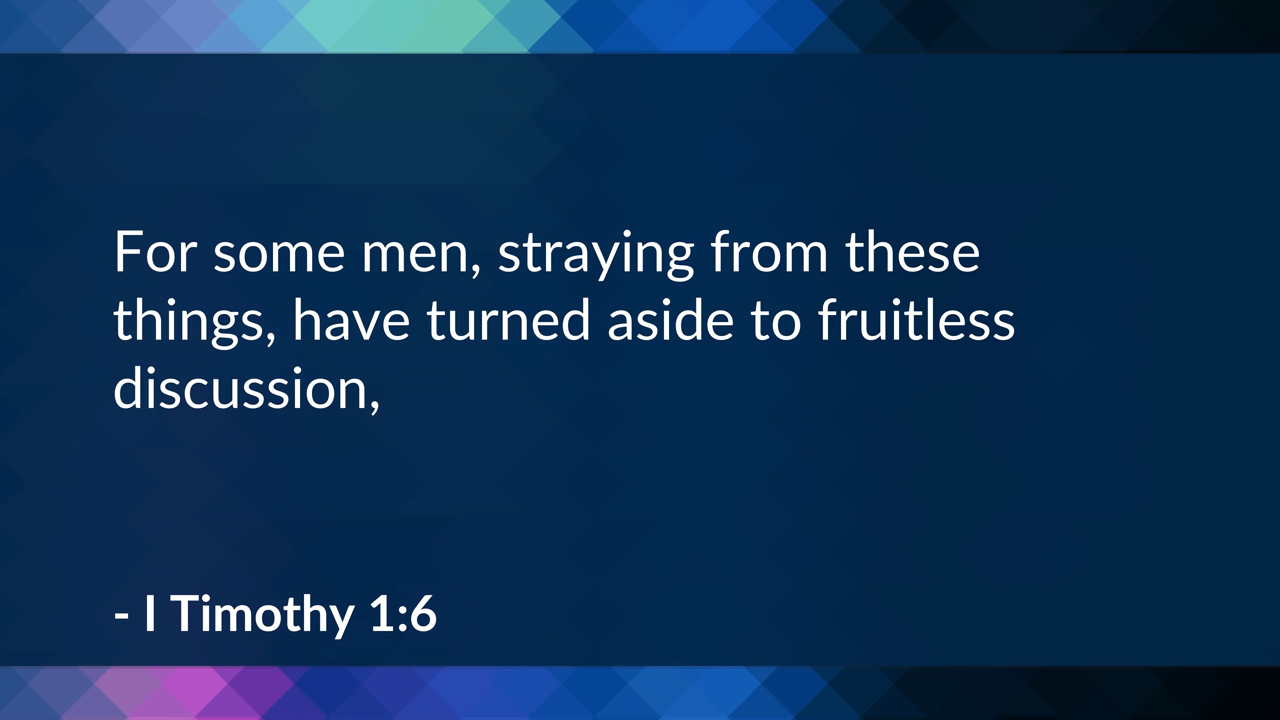 For some men, straying from these
things, have turned aside to fruitless
discussion,
- I Timothy 1:6